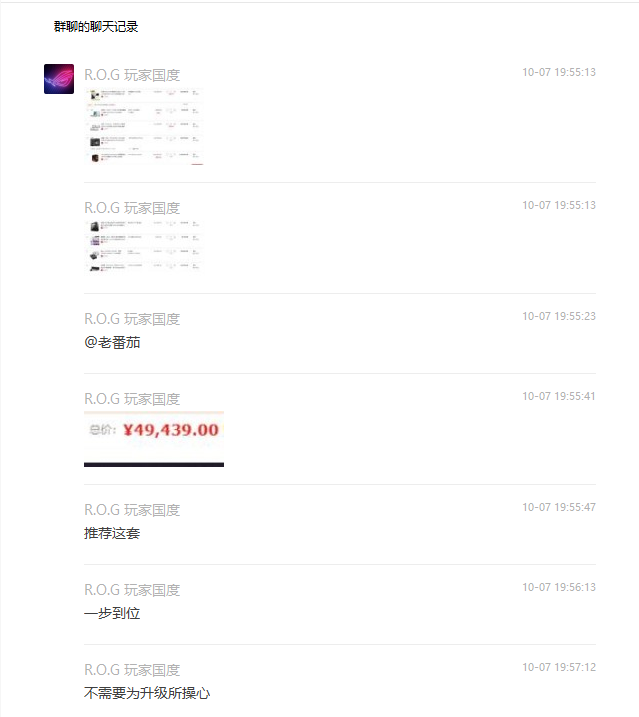 群聊的聊天记录
R.O.G 玩家国度
10-07 19:55:13
R.O.G 玩家国度
10-07 19:55:13
R.O.G 玩家国度
10-07 19:55:23
@老番茄
R.O.G 玩家国度
10-07 19:55:41
总价: ¥49,439.00
R.O.G 玩家国度
10-07 19:55:47
推荐这套
R.O.G 玩家国度
10-07 19:56:13
一步到位
R.O.G 玩家国度
10-07 19:57:12
不需要为升级所操心